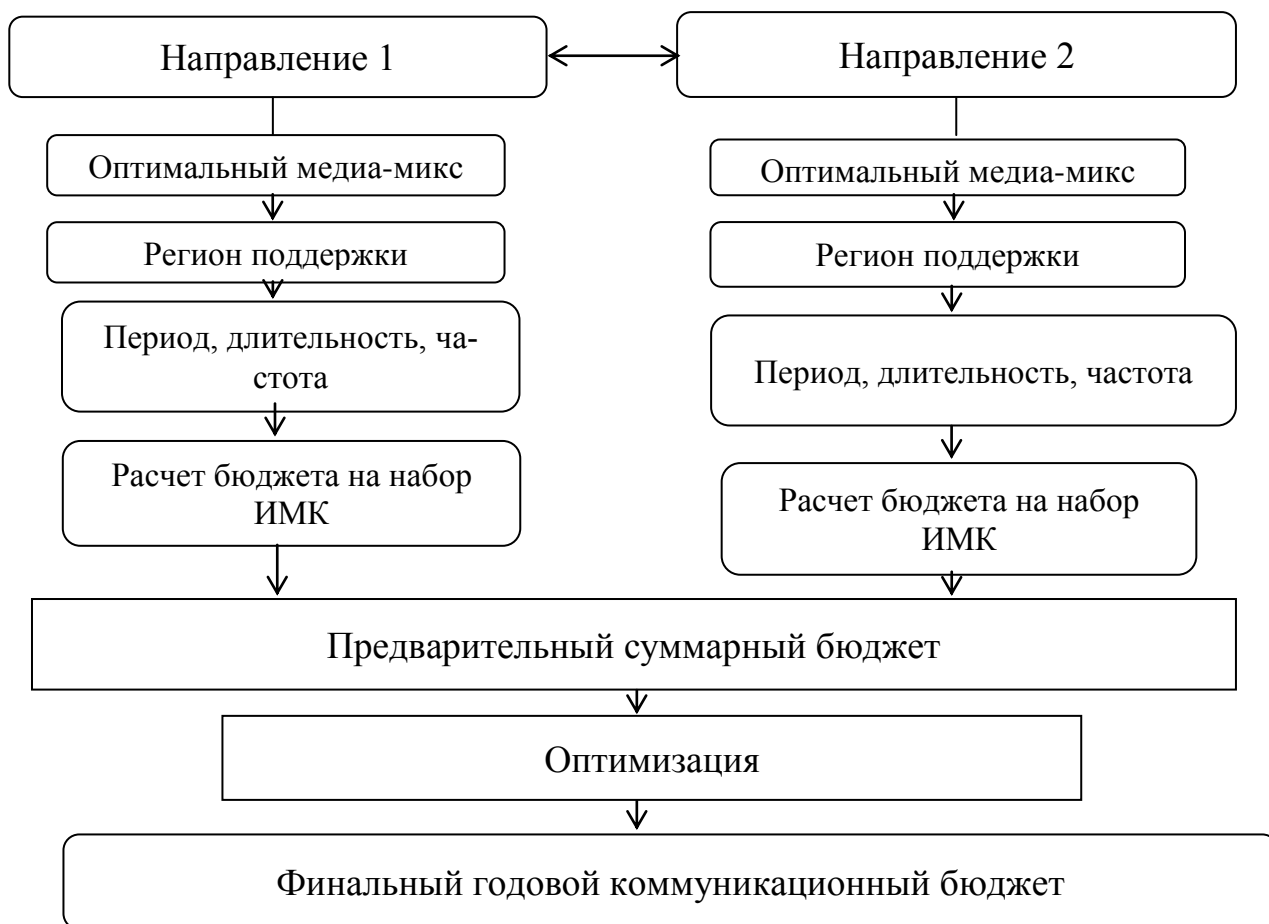 Направление 1
Направление 2
Оптимальный медиа-микс
Оптимальный медиа-микс
Регион поддержки
Регион поддержки
Период, длительность, ча-
стота
Период, длительность, частота
Расчет бюджета на набор
ИМК
Расчет бюджета на набор
ИМК
Предварительный суммарный бюджет
Оптимизация
Финальный годовой коммуникационный бюджет